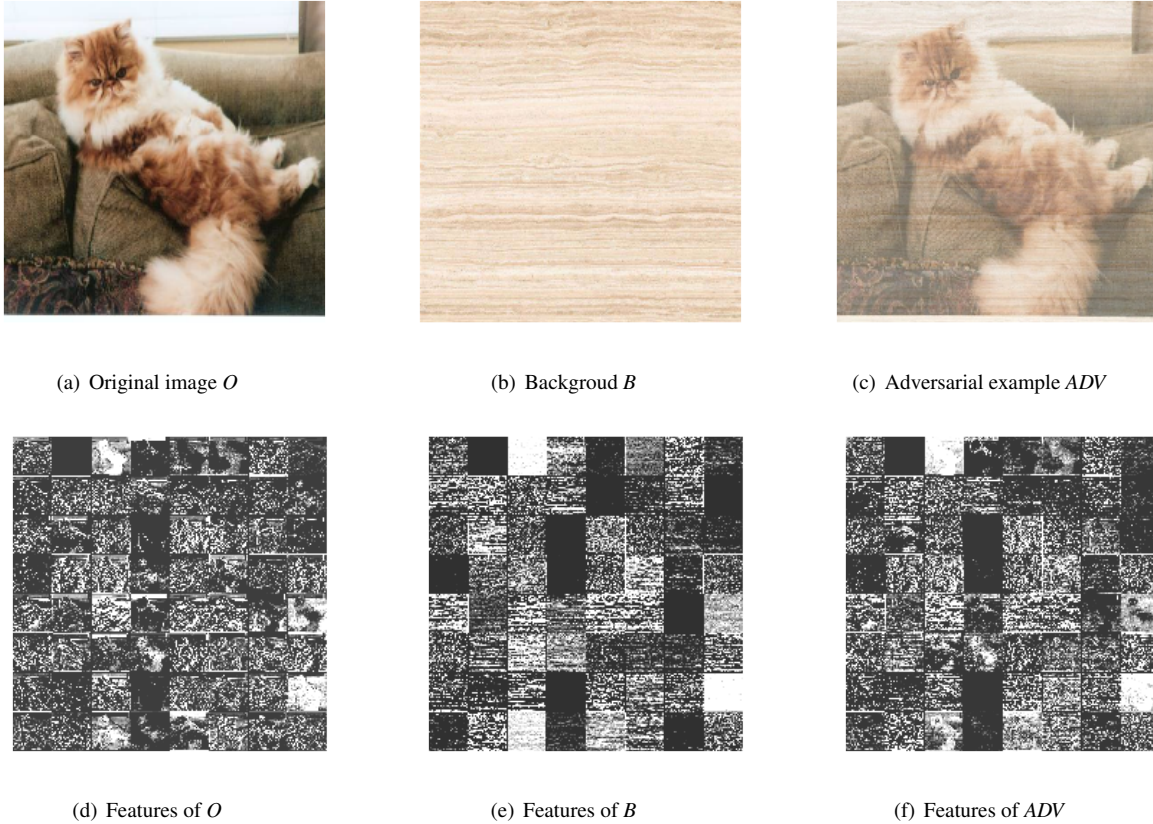 (a) Original image O
(b) Backgroud B
(c) Adversarial example ADV
(d) Features of O
(e) Features of B
(f) Features of ADV